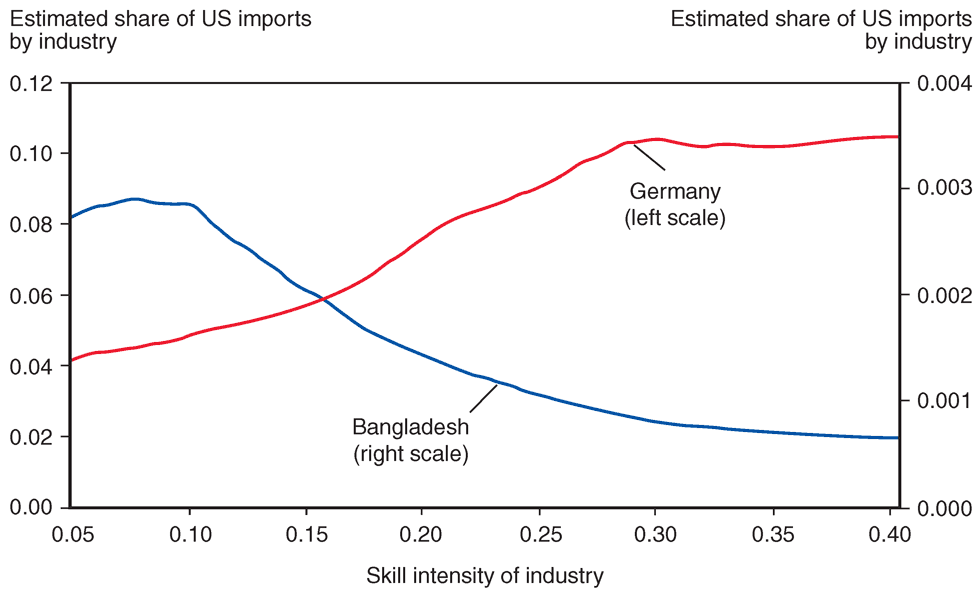 Estimated share of US imports
by industry
Estimated share of US imports
by industry
0.12
0.10
0.08
0.06
0.04
0.02
0.00
0.004
0.003
0.002
0.001
0.000
Germany
(left scale)
Bangladesh
(right scale)
0.05
0.10
0.15
0.20
0.25
0.30
0.35
0.40
Skill intensity of industry